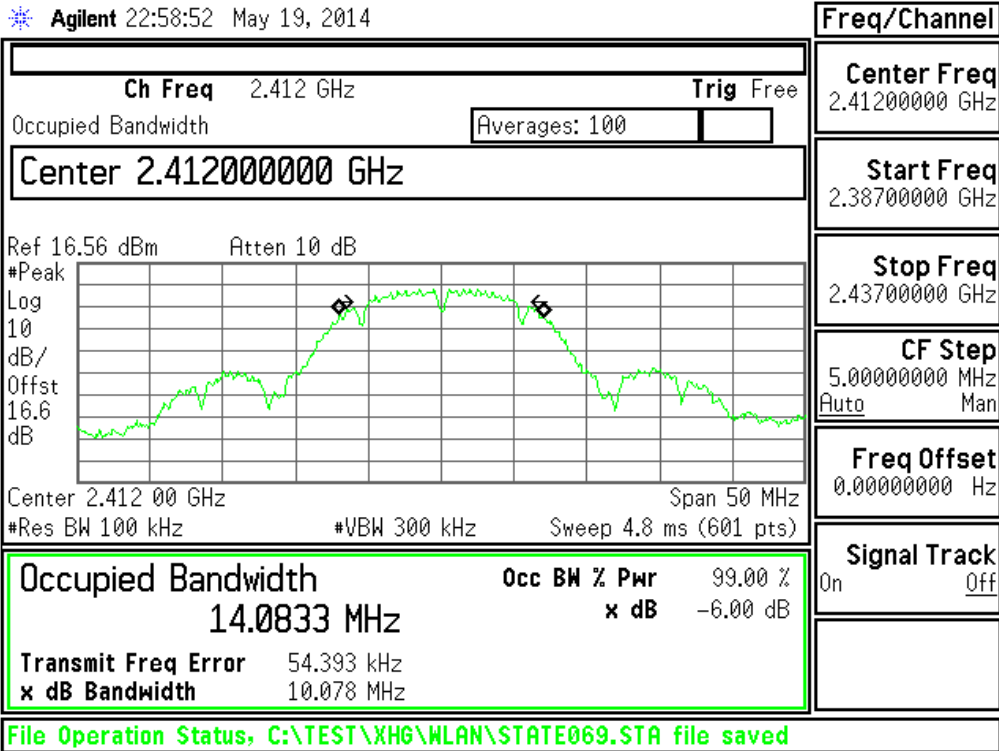 Agilent 22:58:52 May 19, 2014
Freq/Channel
Ch Freq 2.412 GHz Trig Free
Occupied Bandwidth Averages: 100
Center 2.412000000 GHz
Ref 16.56 dBm Atten 10 dB
#Peak
Log
10
dB/
Offst
16.6
dB
Center 2.412 00 GHz Span 50 MHz
#Res BW 100 kHz #VBW 300 kHz Sweep 4.8 ms (601 pts)
Occupied Bandwidth
14.0833 MHz
Occ BW % Pwr 99.00 %
x dB -6.00 dB
Transmit Freq Error 54.393 kHz
x dB Bandwidth 10.078 MHz
Center Freq
2.41200000 GHz
Start Freq
2.38700000 GHz
Stop Freq
2.43700000 GHz
CF Step
5.00000000 MHz
Auto Man
Freq Offset
0.00000000 Hz
Signal Track
On Off
File Operation Status, C:\TEST\XHG\WLAN\STATE069.STA file saved